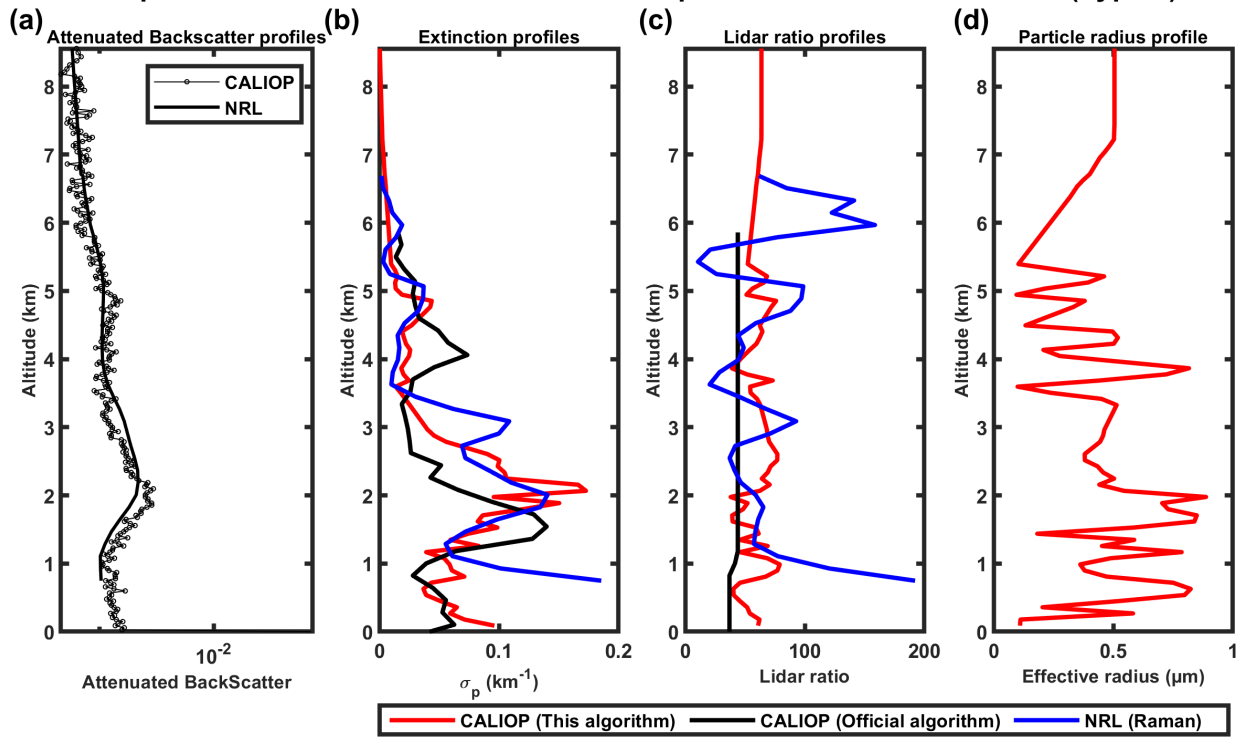 (a)
(b)
(c)
(d)
Attenuated Backscatter profiles
Extinction profiles
Lidar ratio profiles
Particle radius profile
CALIOP
NRL
8
7
6
5
4
3
2
1
0
Altitude (km)
10-2
Attenuated BackScatter
8
7
6
5
4
3
2
1
0
Altitude (km)
0 0.1 0.2
σp (km-1)
8
7
6
5
4
3
2
1
0
Altitude (km)
0 100 200
Lidar ratio
8
7
6
5
4
3
2
1
0
Altitude (km)
0 0.5 1
Effective radius (μm)
CALIOP (This algorithm) CALIOP (Official algorithm) NRL (Raman)